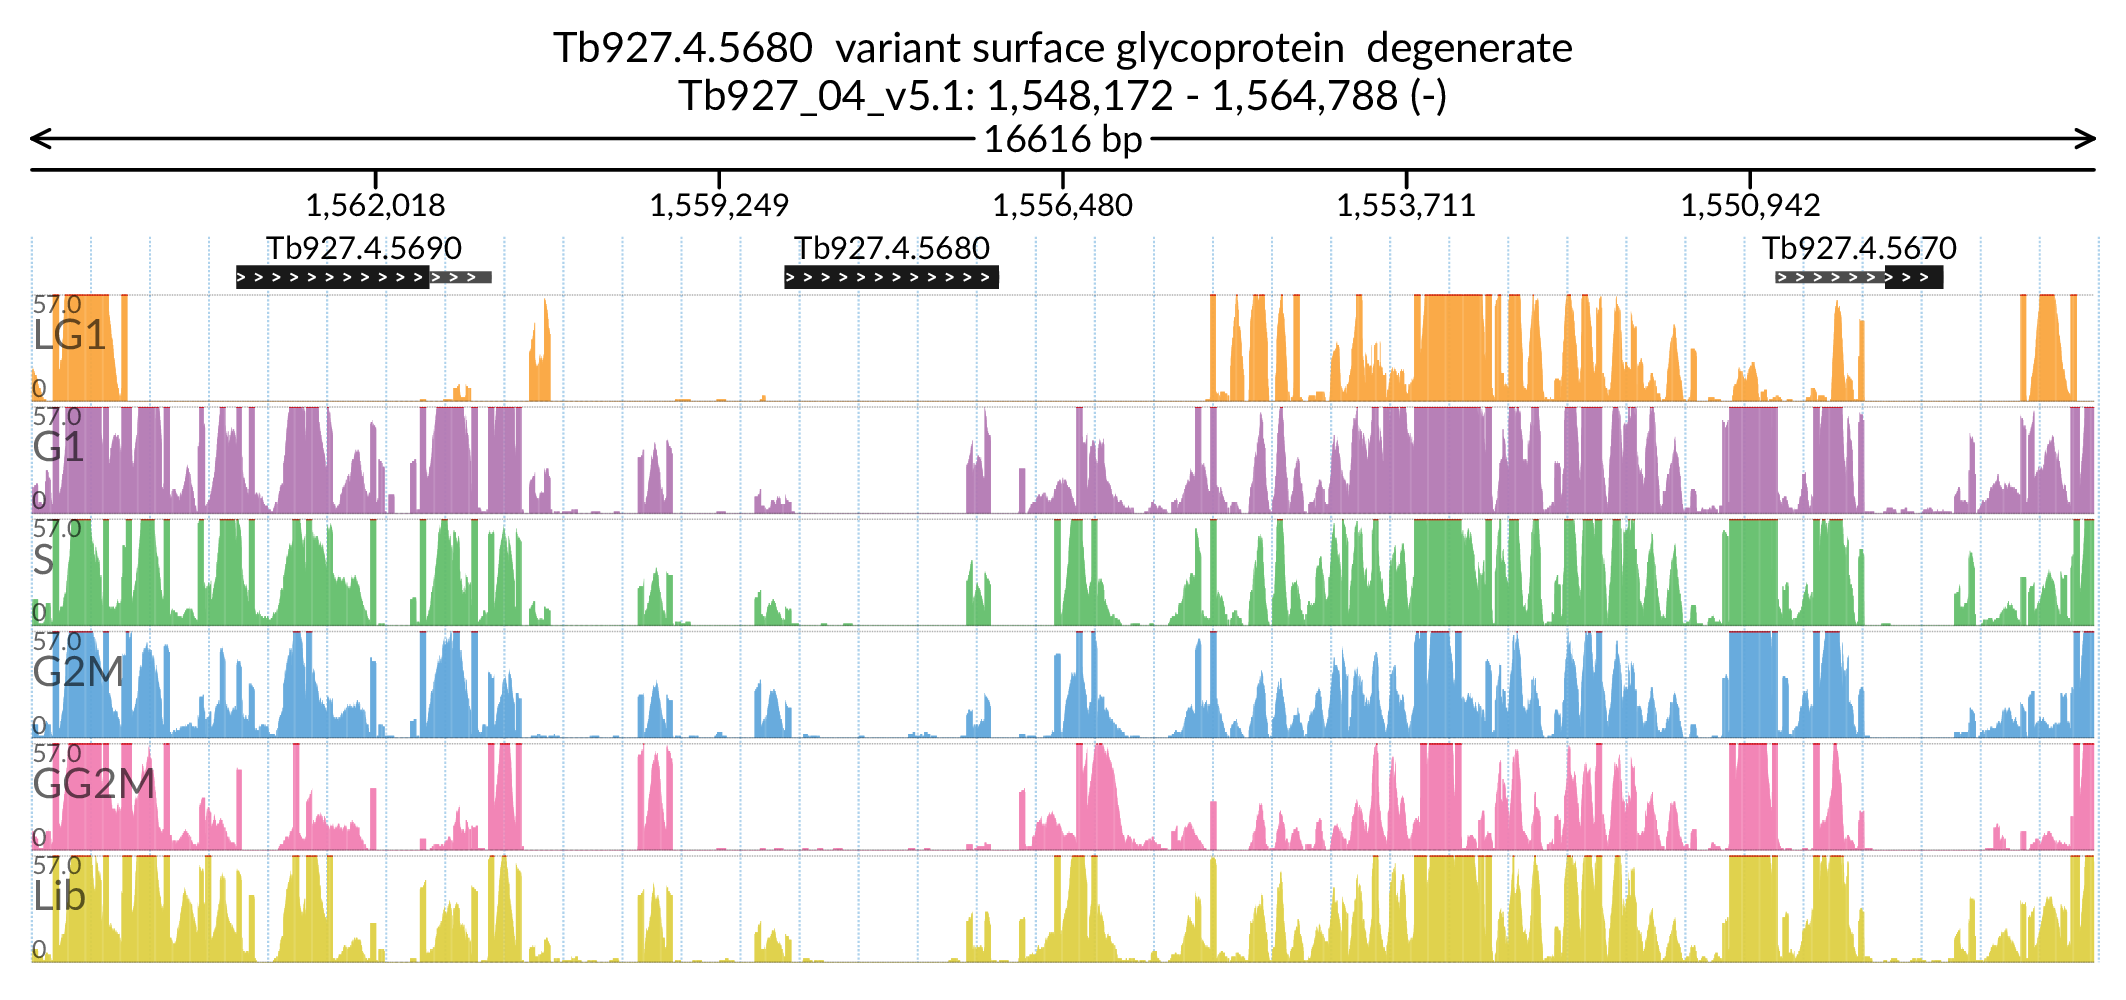 Tb927.4.5680 variant surface glycoprotein degenerate
Tb927_04_v5.1: 1,548,172 - 1,564,788 (-)
16616 bp
1,562,018 1,559,249 1,556,480 1,553,711 1,550,942
Tb927.4.5690 Tb927.4.5680 Tb927.4.5670
57.0
LG1
0
57.0
G1
0
57.0
S
0
57.0
G2M
0
57.0
GG2M
0
57.0
Lib
0